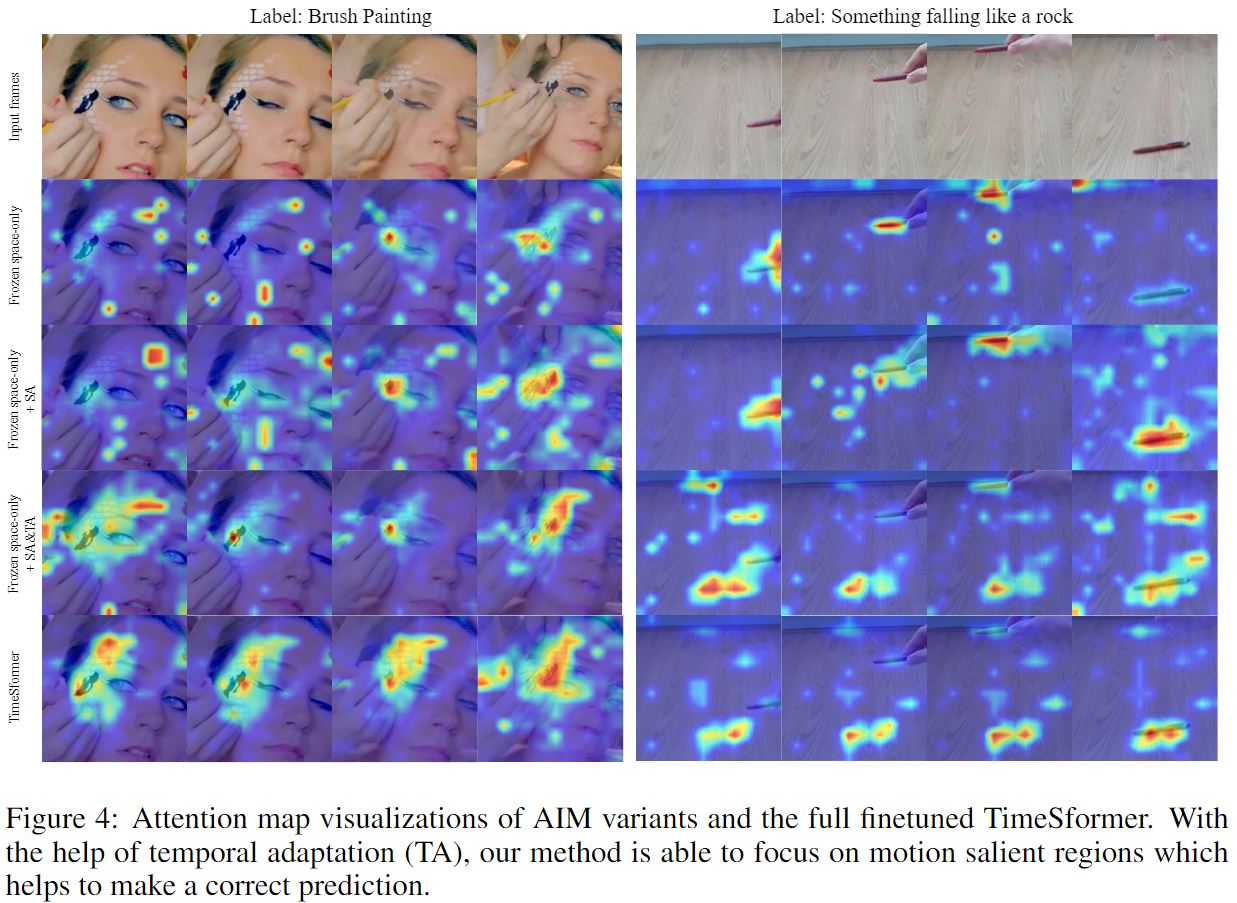 Label: Brush Painting
Label: Something falling like a rock
Input frames
Frozen space-only
Frozen space-only
+ SA
Frozen space-only
+ SA&TA
TimeSformer
Figure 4: Attention map visualizations of AIM variants and the full finetuned TimeSformer. With
the help of temporal adaptation (TA), our method is able to focus on motion salient regions which
helps to make a correct prediction.